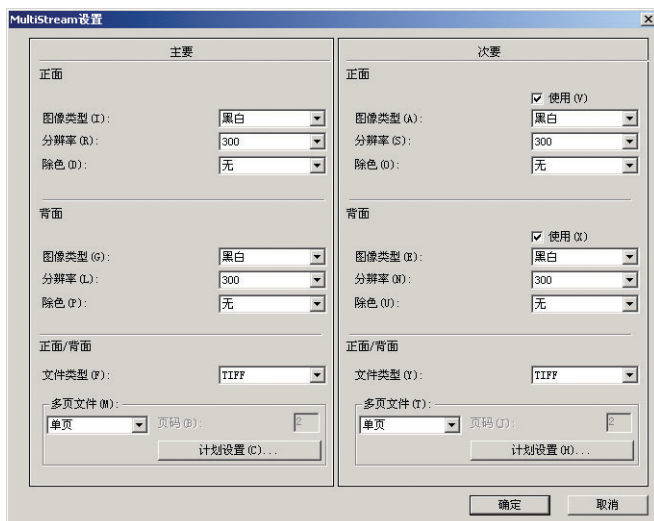 MultiStream设置
主要
正面
图像类型(I):
黑白
分辨率(R):
300
除色(D):
无
背面
图像类型(G):
黑白
分辨率(L):
300
除色(P):
无
正面/背面
文件类型(F):
TIFF
多页文件(M):
单页
页码(B):
2
计划设置(C)...
次要
正面
使用(V)
图像类型(A):
黑白
分辨率(S):
300
除色(O):
无
背面
使用(X)
图像类型(E):
黑白
分辨率(N):
300
除色(U):
无
正面/背面
文件类型(Y):
TIFF
多页文件(T):
单页
页码(J):
2
计划设置(H)...
确定
取消